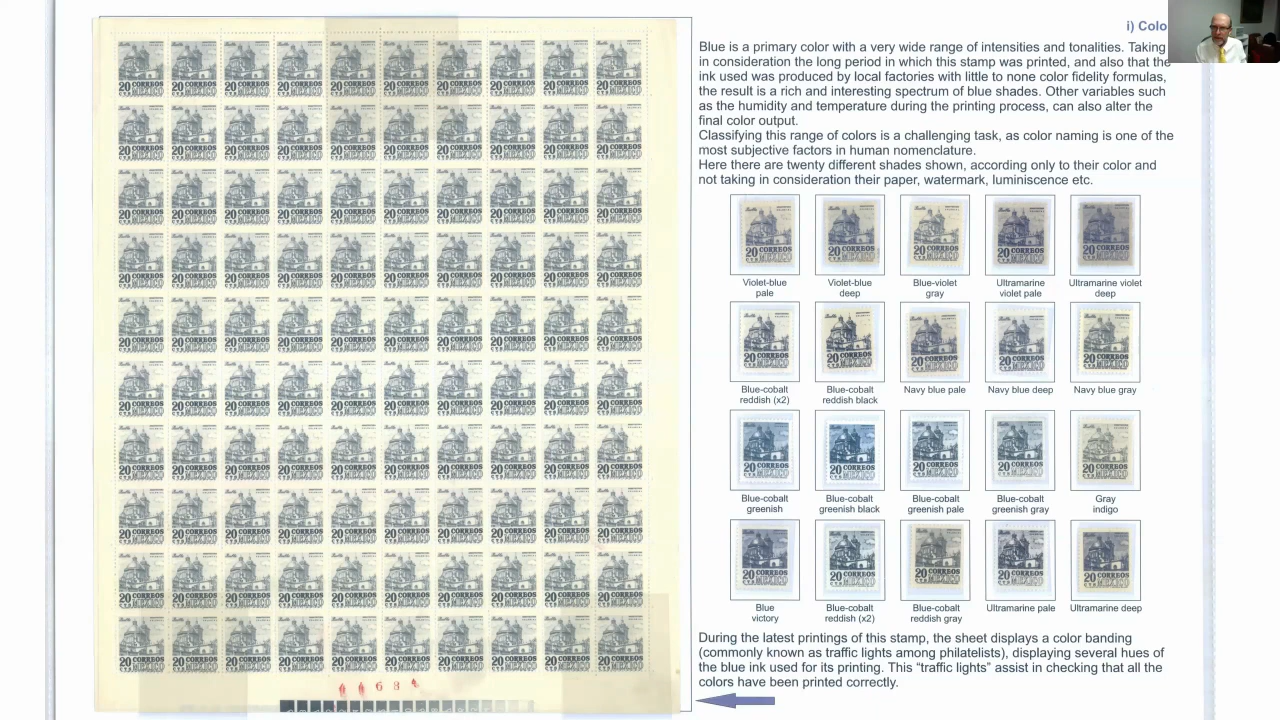 i) Colo
Blue is a primary color with a very wide range of intensities and tonalities. Taking
in consideration the long period in which this stamp was printed, and also that the
ink used was produced by local factories with little to none color fidelity formulas,
the result is a rich and interesting spectrum of blue shades. Other variables such
as the humidity and temperature during the printing process, can also alter the
final color output.
Classifying this range of colors is a challenging task, as color naming is one of the
most subjective factors in human nomenclature.
Here there are twenty different shades shown, according only to their color and
not taking in consideration their paper, watermark, luminiscence etc.
20 CORREOS
CVS MEXICO
Violet-blue
pale
Violet-blue
deep
Blue-violet
gray
Ultramarine
violet pale
Ultramarine violet
deep
Blue-cobalt
reddish (x2)
Blue-cobalt
reddish black
Navy blue pale
Navy blue deep
Navy blue gray
Blue-cobalt
greenish
Blue-cobalt
greenish black
Blue-cobalt
greenish pale
Blue-cobalt
greenish gray
Gray
indigo
Blue
victory
Blue-cobalt
reddish (x2)
Blue-cobalt
reddish gray
Ultramarine pale
Ultramarine deep
During the latest printings of this stamp, the sheet displays a color banding
(commonly known as traffic lights among philatelists), displaying several hues of
the blue ink used for its printing. This “traffic lights” assist in checking that all the
colors have been printed correctly.